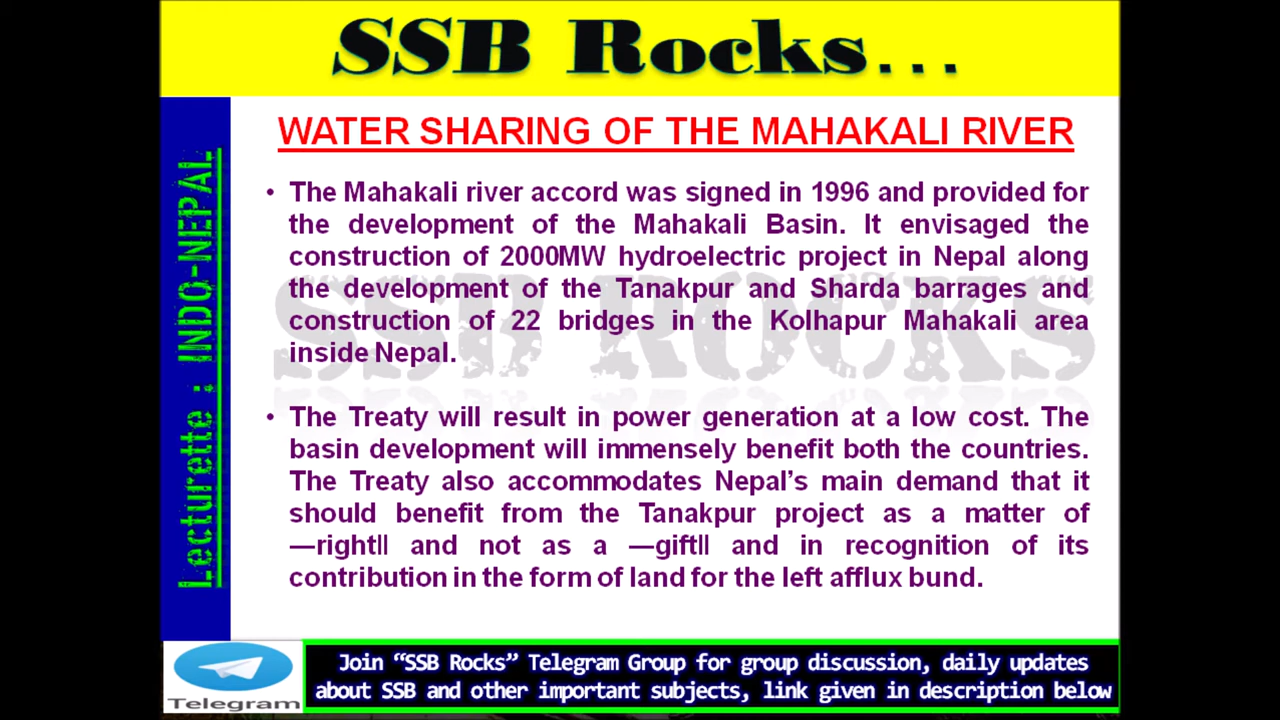 SSB Rocks...
Lecturette : INDO-NEPAL
WATER SHARING OF THE MAHAKALI RIVER
• The Mahakali river accord was signed in 1996 and provided for
the development of the Mahakali Basin. It envisaged the
construction of 2000MW hydroelectric project in Nepal along
the development of the Tanakpur and Sharda barrages and
construction of 22 bridges in the Kolhapur Mahakali area
inside Nepal.
• The Treaty will result in power generation at a low cost. The
basin development will immensely benefit both the countries.
The Treaty also accommodates Nepal’s main demand that it
should benefit from the Tanakpur project as a matter of
―right‖ and not as a ―gift‖ and in recognition of its
contribution in the form of land for the left afflux bund.
SSB ROCKS
Telegram
Join “SSB Rocks” Telegram Group for group discussion, daily updates
about SSB and other important subjects, link given in description below